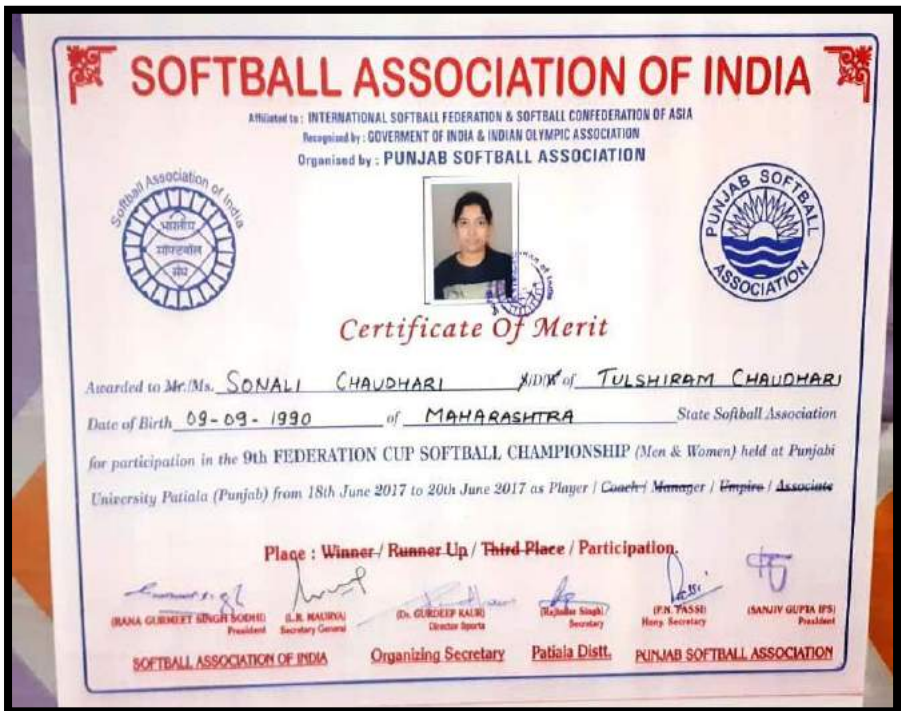 SOFTBALL ASSOCIATION OF INDIA
Affiliated to : INTERNATIONAL SOFTBALL FEDERATION & SOFTBALL CONFEDERATION OF ASIA
Recognised by : GOVERMENT OF INDIA & INDIAN OLYMPIC ASSOCIATION
Organised by : PUNJAB SOFTBALL ASSOCIATION
Softball Association of India
भारतीय
सॉफ्टबॉल
संघ
PUNJAB SOFTBALL
ASSOCIATION
Certificate Of Merit
Awarded to Mr./Ms. SONALI CHAUDHARI S/D/W of TULSHIRAM CHAUDHARI
Date of Birth 09-09-1990 of MAHARASHTRA State Softball Association
for participation in the 9th FEDERATION CUP SOFTBALL CHAMPIONSHIP (Men & Women) held at Punjabi
University Patiala (Punjab) from 18th June 2017 to 20th June 2017 as Player / Coach / Manager / Umpire / Associate
Place : Winner / Runner Up / Third Place / Participation.
(RANA GURMEET SINGH SODHI) (L.R. MAURYA) (Dr. GURDEEP KAUR) (Rajinder Singh) (P.N. PASSI) (SANJIV GUPTA IPS)
President Secretary General Director Sports Secretary Hony. Secretary President
SOFTBALL ASSOCIATION OF INDIA Organizing Secretary Patiala Distt. PUNJAB SOFTBALL ASSOCIATION